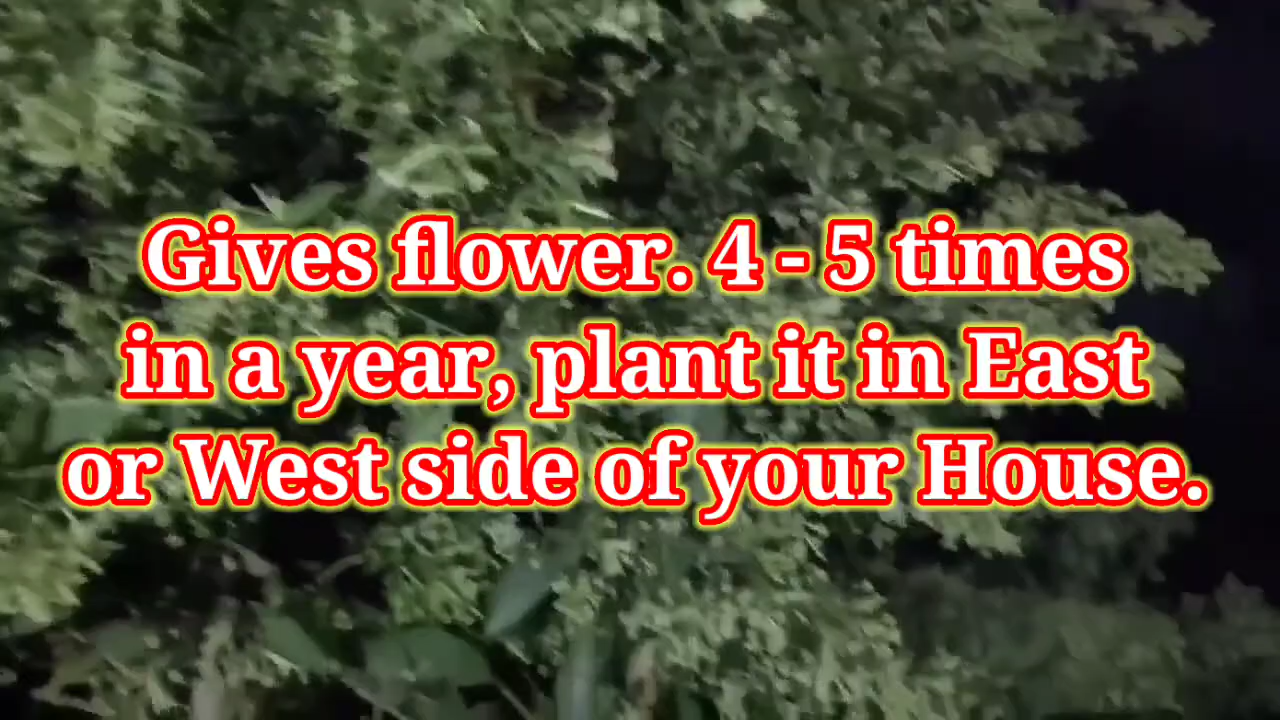 Gives flower. 4 - 5 times
in a year, plant it in East
or West side of your House.